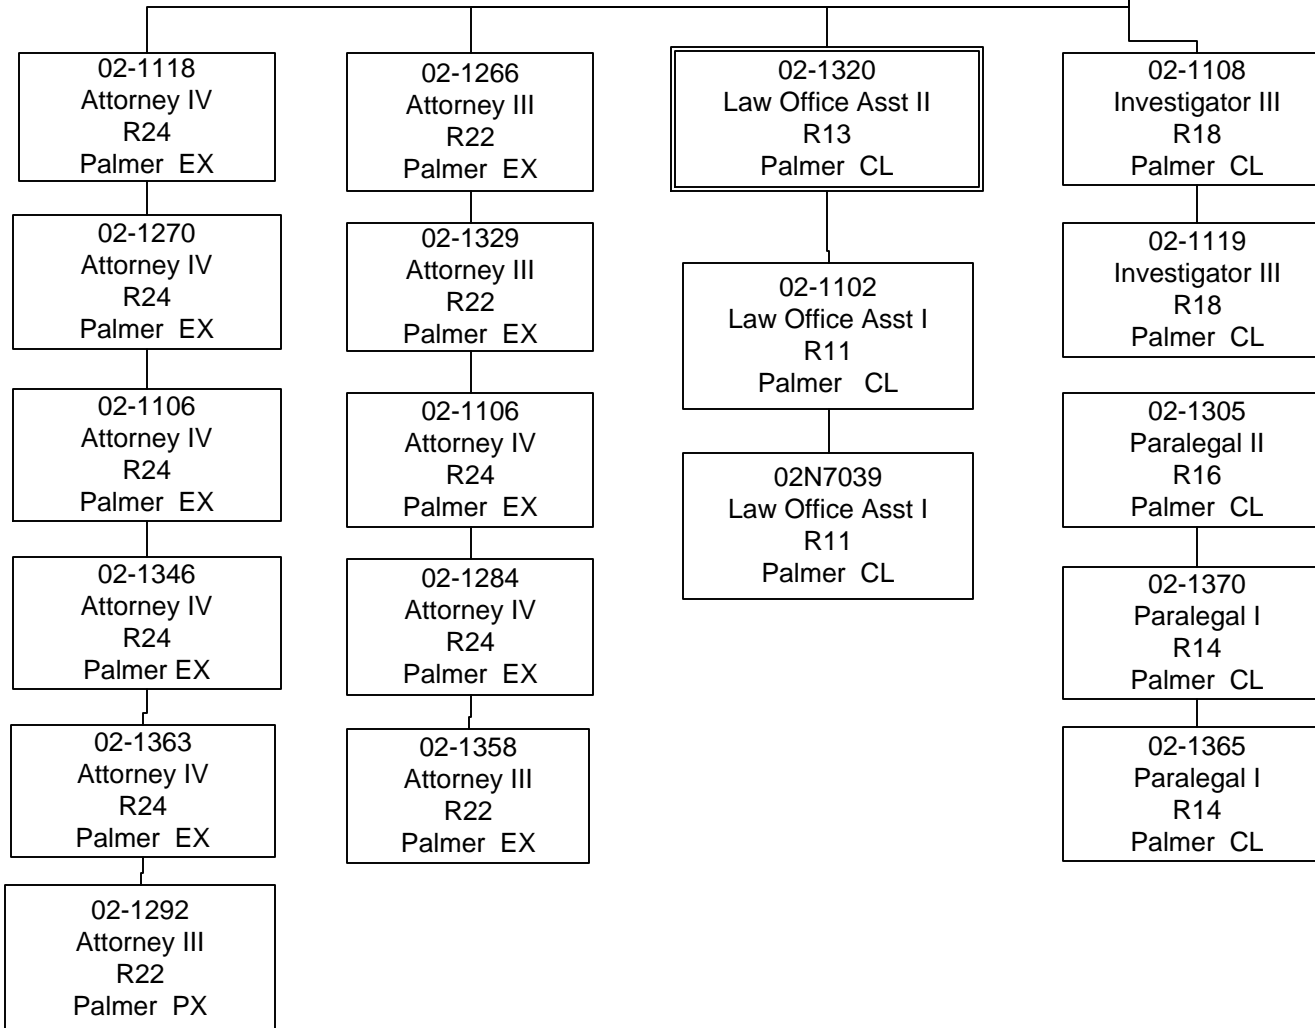 02-1118
Attorney IV
R24
Palmer EX
02-1270
Attorney IV
R24
Palmer EX
02-1106
Attorney IV
R24
Palmer EX
02-1346
Attorney IV
R24
Palmer EX
02-1363
Attorney IV
R24
Palmer EX
02-1292
Attorney III
R22
Palmer PX
02-1266
Attorney III
R22
Palmer EX
02-1329
Attorney III
R22
Palmer EX
02-1106
Attorney IV
R24
Palmer EX
02-1284
Attorney IV
R24
Palmer EX
02-1358
Attorney III
R22
Palmer EX
02-1320
Law Office Asst II
R13
Palmer CL
02-1102
Law Office Asst I
R11
Palmer CL
02N7039
Law Office Asst I
R11
Palmer CL
02-1108
Investigator III
R18
Palmer CL
02-1119
Investigator III
R18
Palmer CL
02-1305
Paralegal II
R16
Palmer CL
02-1370
Paralegal I
R14
Palmer CL
02-1365
Paralegal I
R14
Palmer CL